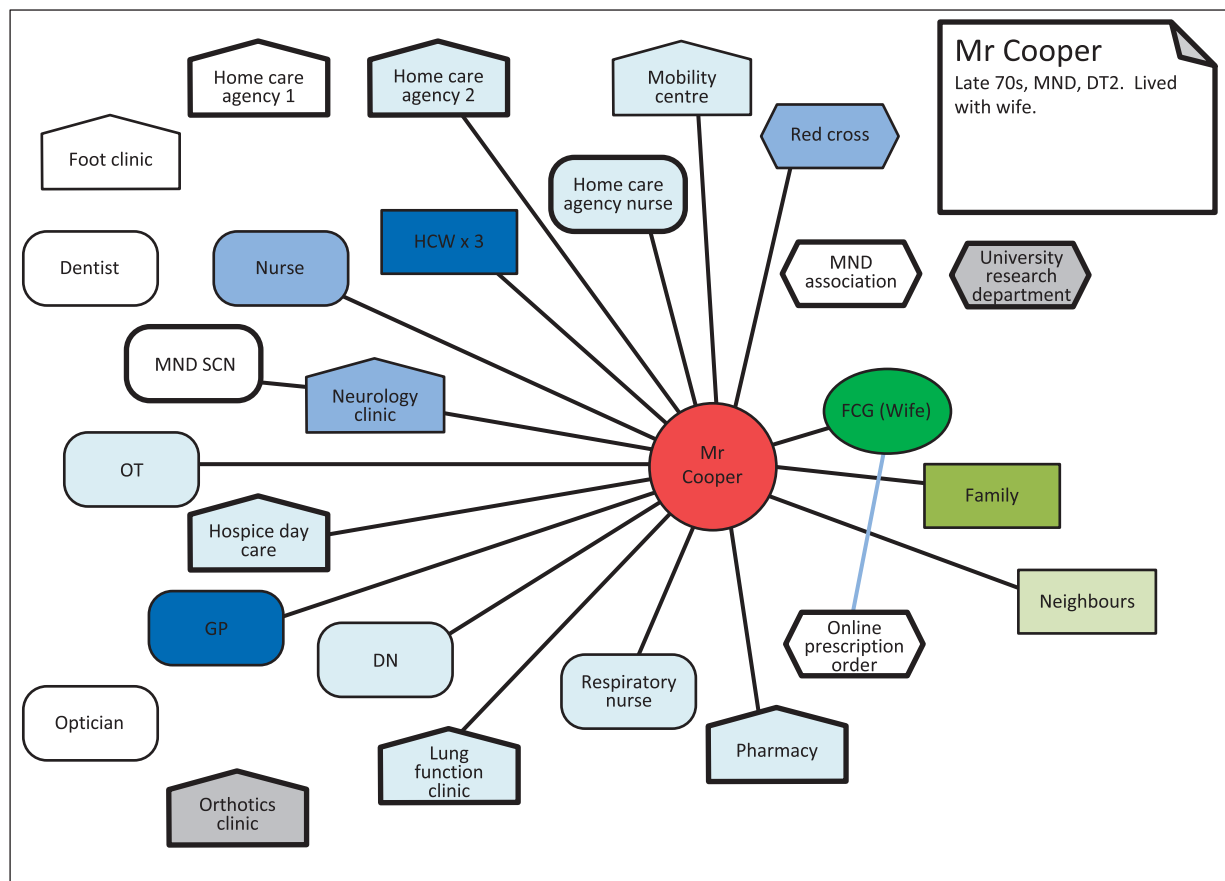 Mr Cooper
Late 70s, MND, DT2.  Lived
with wife.
Home care
agency 1
Home care
agency 2
Mobility
centre
Red cross
Foot clinic
Home care
agency nurse
HCW x 3
Dentist
Nurse
MND
association
University
research
department
MND SCN
Neurology
clinic
FCG (Wife)
Mr
Cooper
OT
Family
Hospice day
care
Neighbours
GP
DN
Online
prescription
order
Respiratory
nurse
Optician
Pharmacy
Lung
function
clinic
Orthotics
clinic